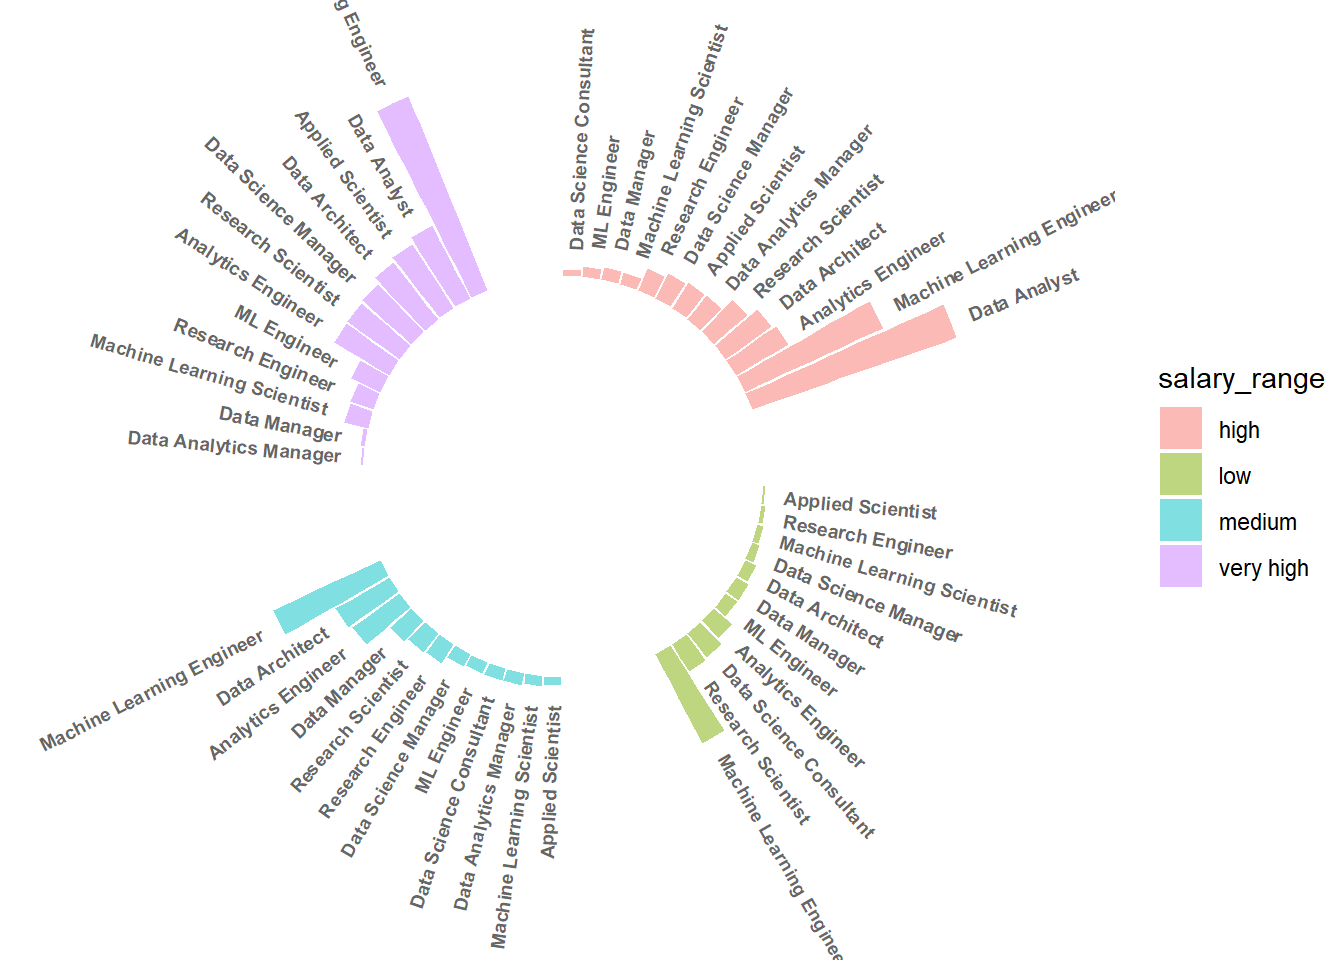 Data Science Consultant
ML Engineer
Data Manager
Machine Learning Scientist
Research Engineer
Data Science Manager
Applied Scientist
Data Analytics Manager
Research Scientist
Data Architect
Analytics Engineer
Machine Learning Engineer
Data Analyst
Applied Scientist
Research Engineer
Machine Learning Scientist
Data Science Manager
Data Architect
Data Manager
ML Engineer
Analytics Engineer
Data Science Consultant
Research Scientist
Machine Learning Enginee
Applied Scientist
Machine Learning Scientist
Data Analytics Manager
Data Science Consultant
ML Engineer
Data Science Manager
Research Engineer
Research Scientist
Data Manager
Analytics Engineer
Data Architect
Machine Learning Engineer
Data Analytics Manager
Data Manager
Machine Learning Scientist
Research Engineer
ML Engineer
Analytics Engineer
Research Scientist
Data Science Manager
Data Architect
Applied Scientist
Data Analyst
g Engineer
salary_range
high
low
medium
very high